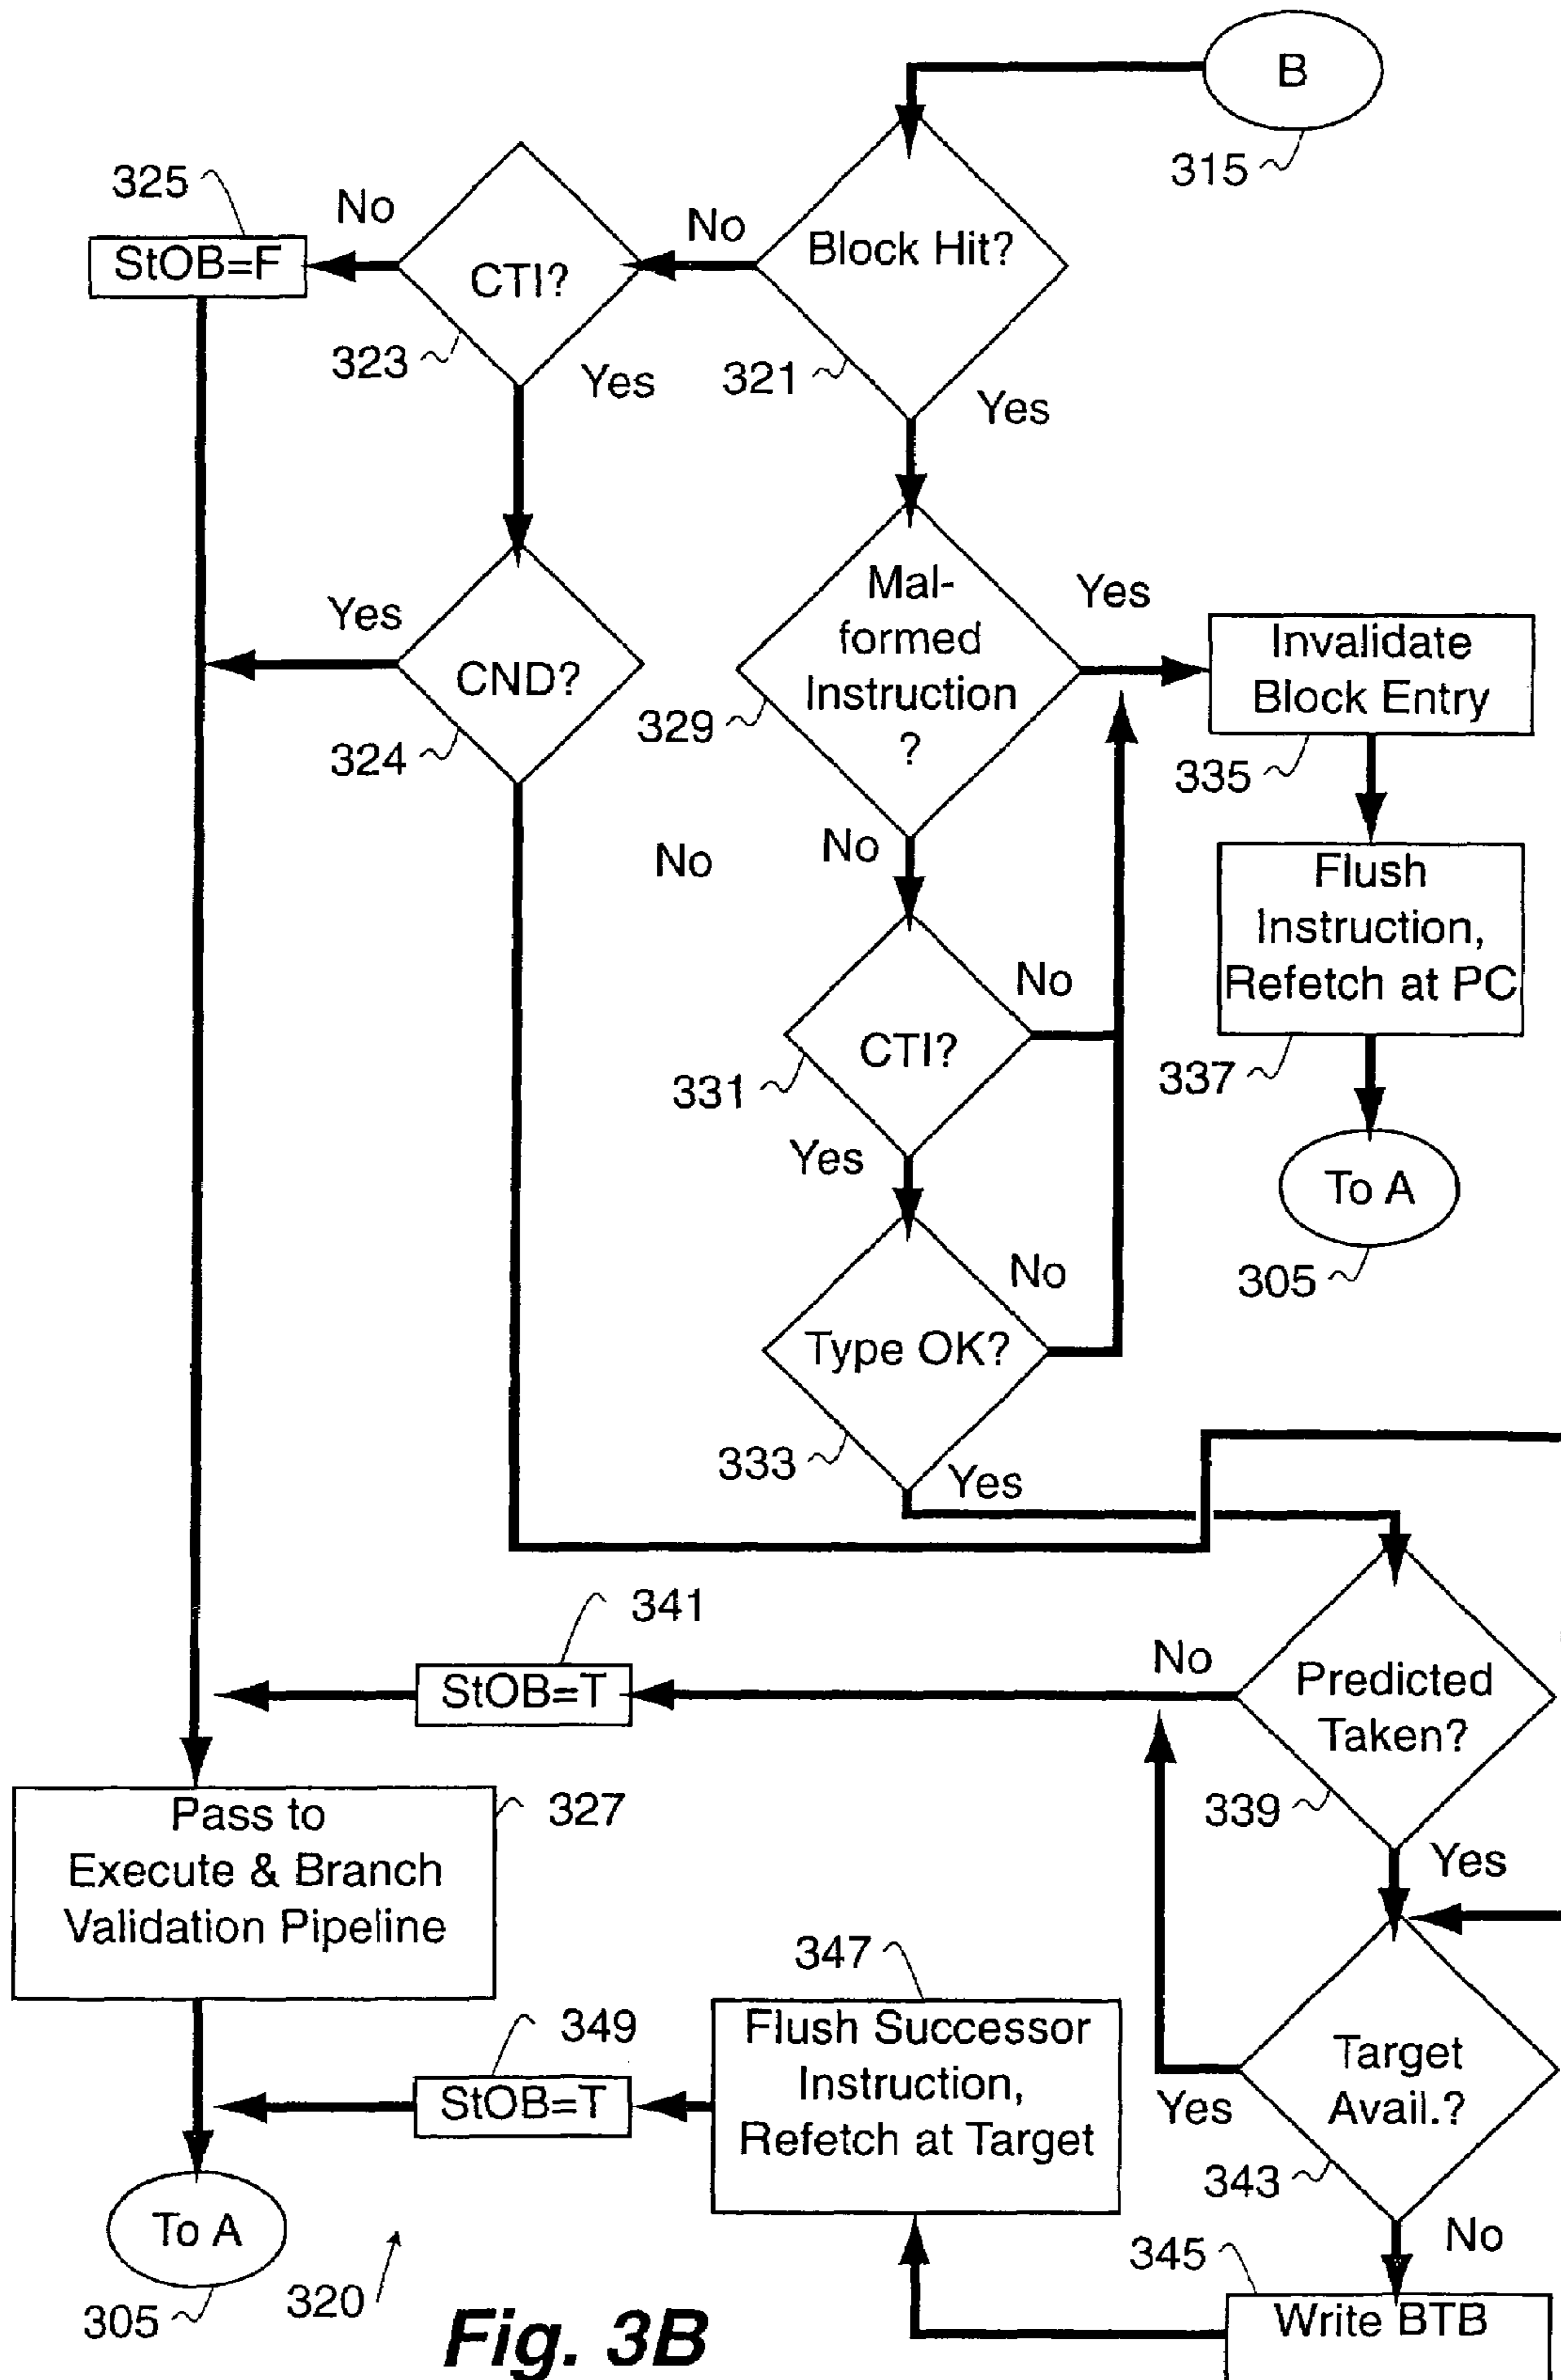 B
315
325
No
No
Block Hit?
StOB=F
CTI?
323
Yes
321
Yes
Mal-
formed
Instruction
?
Yes
Invalidate
Block Entry
Yes
CND?
329
324
335
No
No
Flush
Instruction,
Refetch at PC
No
CTI?
331
337
Yes
To A
No
305
Type OK?
333
Yes
341
StOB=T
No
Predicted
Taken?
Pass to
Execute & Branch
Validation Pipeline
327
339
Yes
347
349
Flush Successor
Instruction,
Refetch at Target
StOB=T
Target
Avail.?
Yes
343
To A
No
345
305
320
Write BTB
Fig. 3B